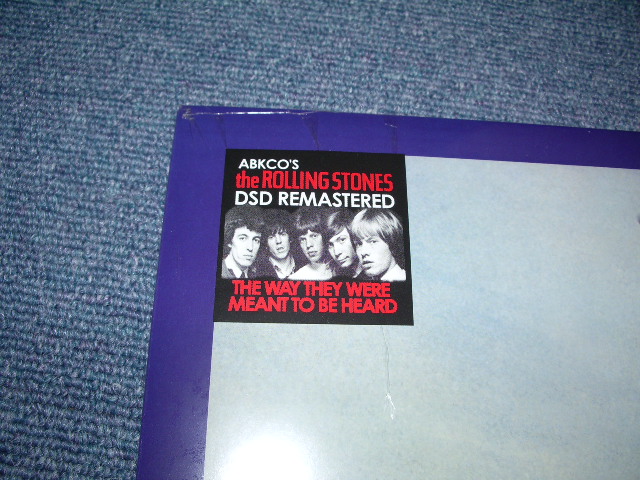 ABKCO'S
the ROLLING STONES
DSD REMASTERED
THE WAY THEY WERE
MEANT TO BE HEARD